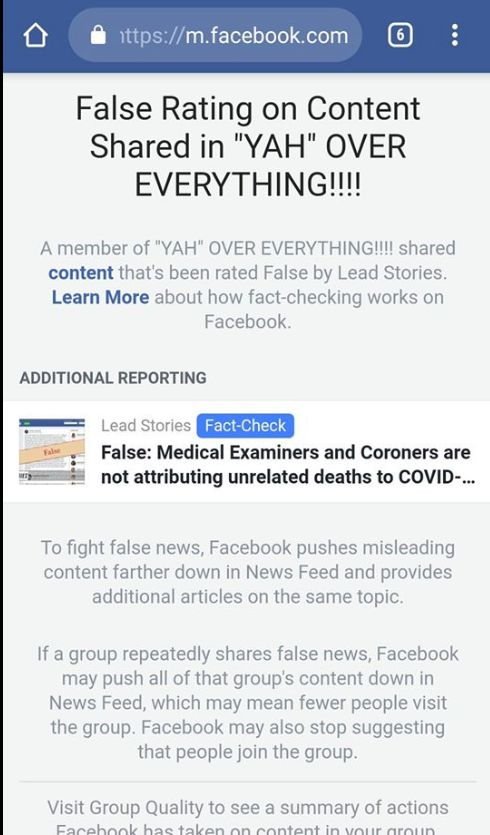 https://m.facebook.com
6
False Rating on Content
Shared in "YAH" OVER
EVERYTHING!!!!
A member of "YAH" OVER EVERYTHING!!!! shared
content that's been rated False by Lead Stories.
Learn More about how fact-checking works on
Facebook.
ADDITIONAL REPORTING
Lead Stories Fact-Check
False
False: Medical Examiners and Coroners are
not attributing unrelated deaths to COVID-...
To fight false news, Facebook pushes misleading
content farther down in News Feed and provides
additional articles on the same topic.
If a group repeatedly shares false news, Facebook
may push all of that group's content down in
News Feed, which may mean fewer people visit
the group. Facebook may also stop suggesting
that people join the group.
Visit Group Quality to see a summary of actions
Facebook has taken on content in your group